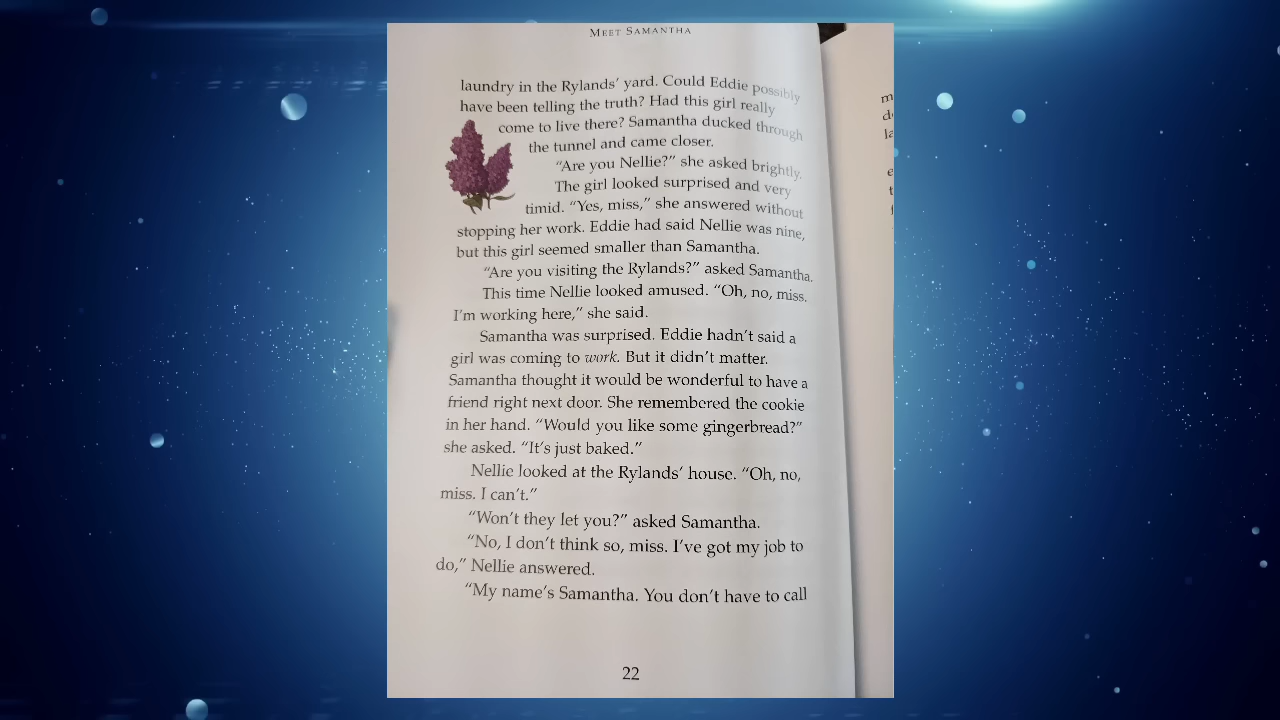 MEET SAMANTHA
laundry in the Rylands' yard. Could Eddie possibly
have been telling the truth? Had this girl really
come to live there? Samantha ducked through
the tunnel and came closer.
"Are you Nellie?" she asked brightly.
The girl looked surprised and very
timid. "Yes, miss," she answered without
stopping her work. Eddie had said Nellie was nine,
but this girl seemed smaller than Samantha.
"Are you visiting the Rylands?" asked Samantha.
This time Nellie looked amused. "Oh, no, miss.
I'm working here," she said.
Samantha was surprised. Eddie hadn't said a
girl was coming to work. But it didn't matter.
Samantha thought it would be wonderful to have a
friend right next door. She remembered the cookie
in her hand. "Would you like some gingerbread?"
she asked. "It's just baked."
Nellie looked at the Rylands' house. "Oh, no,
miss. I can't."
"Won't they let you?" asked Samantha.
"No, I don't think so, miss. I've got my job to
do," Nellie answered.
"My name's Samantha. You don't have to call
22